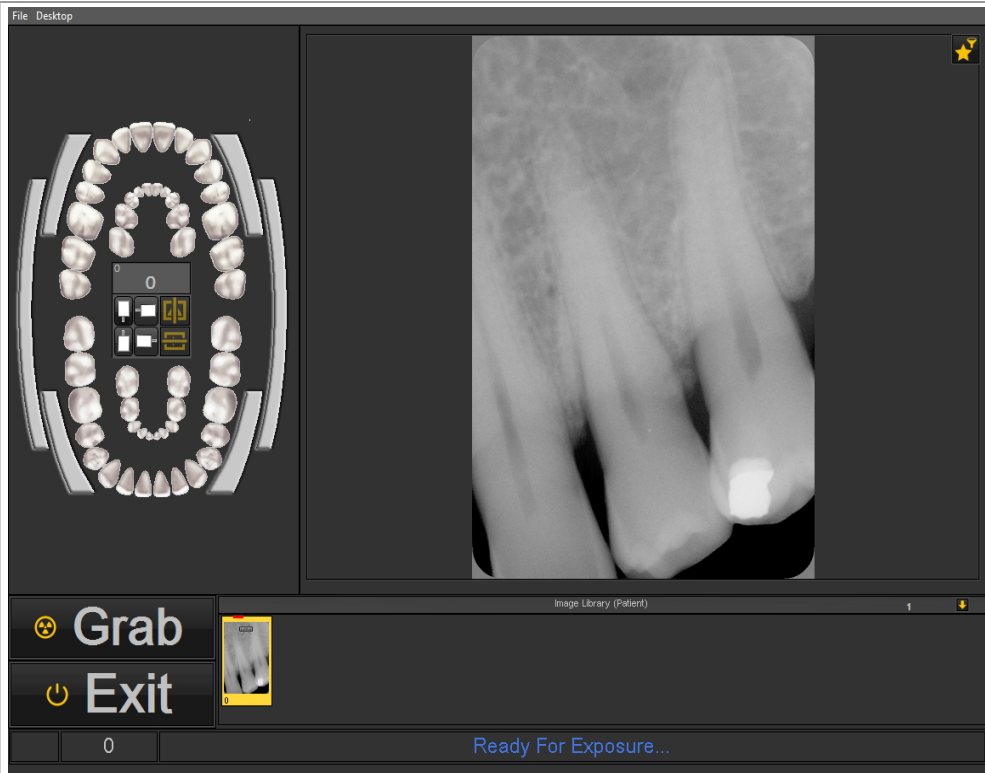 File Desktop
0
0
Grab
Exit
Image Library (Patient)
1
0
0
Ready For Exposure...